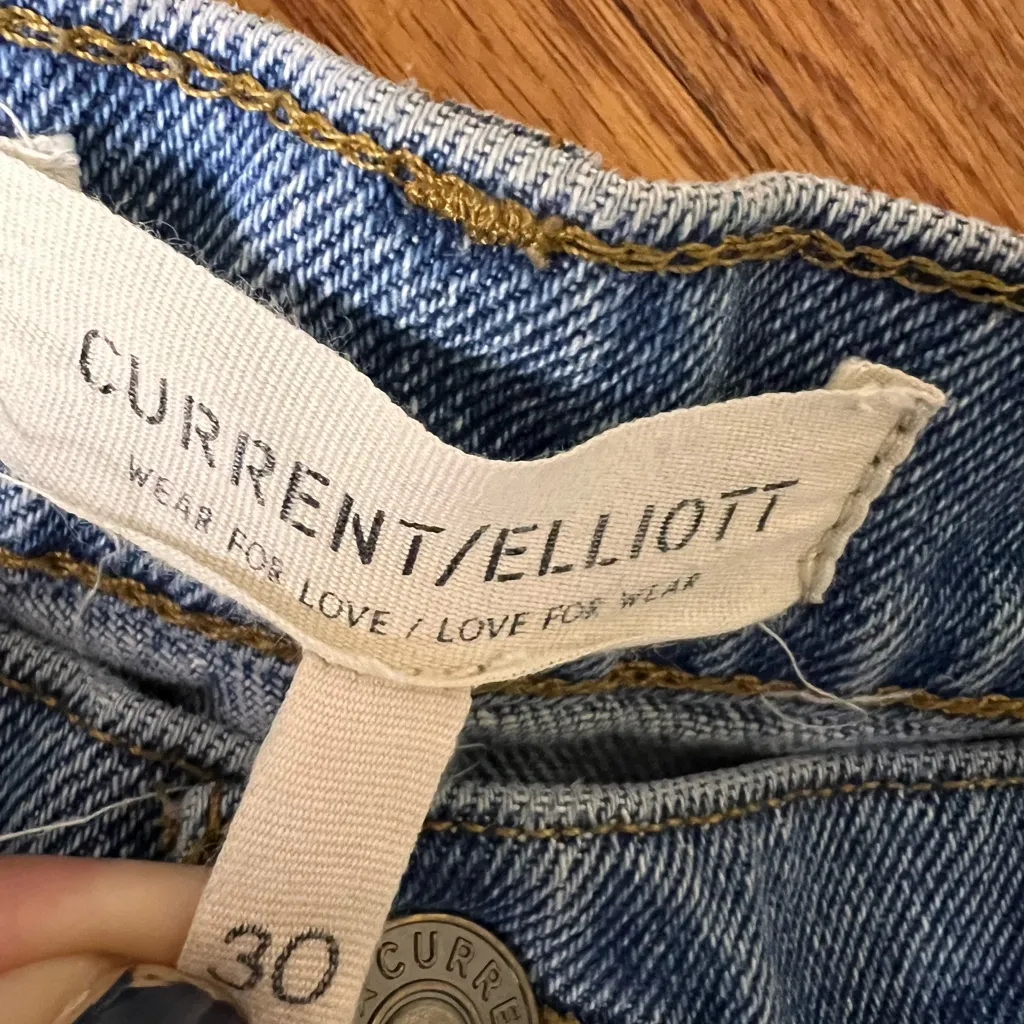 CURRENT/ELLIOTT
WEAR FOR LOVE / LOVE FOR WEAR
30
CURRE